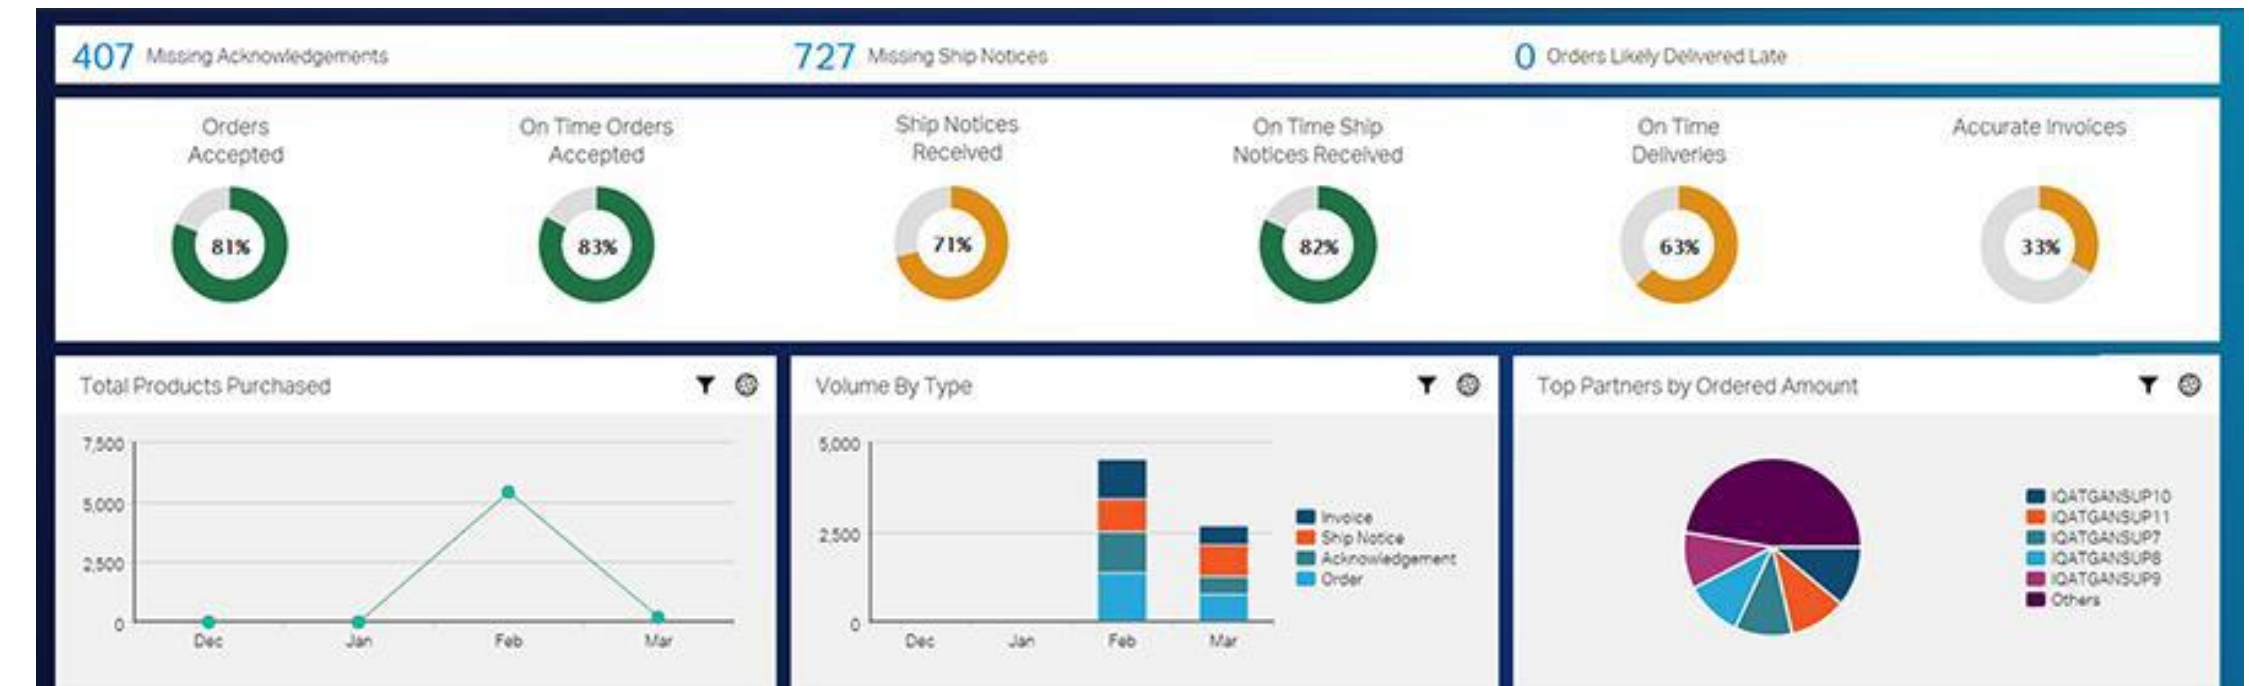 407 Missing Acknowledgements
727 Missing Ship Notices
0 Orders Likely Delivered Late
Orders
Accepted
81%
On Time Orders
Accepted
83%
Ship Notices
Received
71%
On Time Ship
Notices Received
82%
On Time
Deliveries
63%
Accurate Invoices
33%
Total Products Purchased
7,500
5,000
2,500
0
Dec Jan Feb Mar
Volume By Type
5,000
2,500
0
Dec Jan Feb Mar
Invoice
Ship Notice
Acknowledgement
Order
Top Partners by Ordered Amount
IQATGANSUP10
IQATGANSUP11
IQATGANSUP7
IQATGANSUP8
IQATGANSUP9
Others